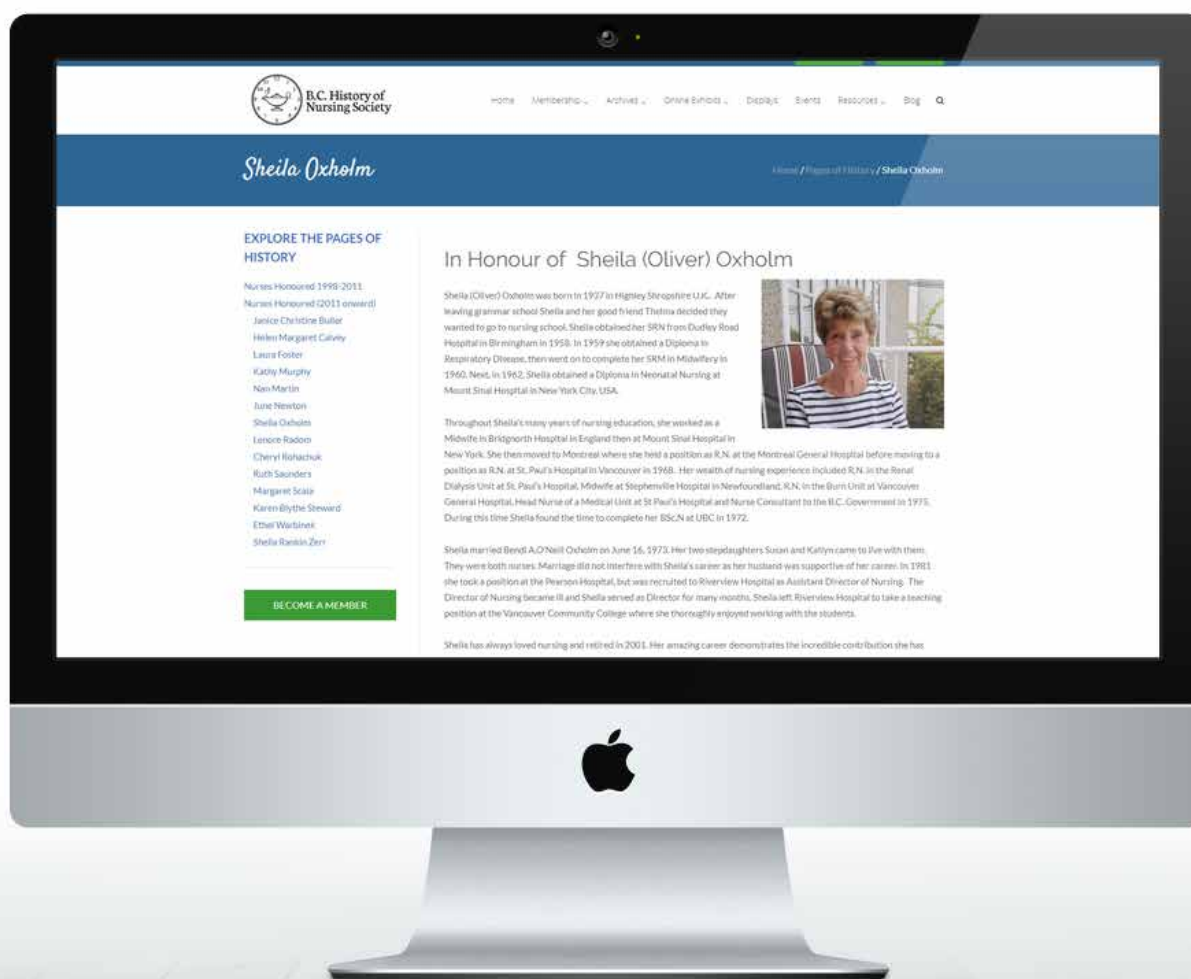 B.C. History of
Nursing Society
Home Membership Archives Online Exhibits Displays Events Resources Blog
Sheila Oxholm
Home / Pages of History / Sheila Oxholm
EXPLORE THE PAGES OF
HISTORY
Nurses Honoured 1998-2011
Nurses Honoured (2011 onward)
Janice Christine Buller
Helen Margaret Calvey
Laura Foster
Kathy Murphy
Nan Martin
June Newton
Sheila Oxholm
Lenore Radom
Cheryl Rohachuk
Ruth Saunders
Margaret Scaia
Karen Blythe Steward
Ethel Warbinek
Sheila Rankin Zerr
BECOME A MEMBER
In Honour of Sheila (Oliver) Oxholm
Sheila (Oliver) Oxholm was born in 1937 in Highley Shropshire U.K. After
leaving grammar school Sheila and her good friend Thelma decided they
wanted to go to nursing school. Sheila obtained her SRN from Dudley Road
Hospital in Birmingham in 1958. In 1959 she obtained a Diploma in
Respiratory Disease, then went on to complete her SRM in Midwifery in
1960. Next, in 1962, Sheila obtained a Diploma in Neonatal Nursing at
Mount Sinai Hospital in New York City, USA.
Throughout Sheila's many years of nursing education, she worked as a
Midwife in Bridgnorth Hospital in England then at Mount Sinai Hospital in
New York. She then moved to Montreal where she held a position as R.N. at the Montreal General Hospital before moving to a
position as R.N. at St. Paul's Hospital in Vancouver in 1968. Her wealth of nursing experience included R.N. in the Renal
Dialysis Unit at St. Paul's Hospital, Midwife at Stephenville Hospital in Newfoundland, R.N. in the Burn Unit at Vancouver
General Hospital, Head Nurse of a Medical Unit at St Paul's Hospital and Nurse Consultant to the B.C. Government in 1975.
During this time Sheila found the time to complete her BSc.N at UBC in 1972.
Sheila married Bendt A.O'Neill Oxholm on June 16, 1973. Her two stepdaughters Susan and Katlyn came to live with them.
They were both nurses. Marriage did not interfere with Sheila's career as her husband was supportive of her career. In 1981
she took a position at the Pearson Hospital, but was recruited to Riverview Hospital as Assistant Director of Nursing. The
Director of Nursing became ill and Sheila served as Director for many months. Sheila left Riverview Hospital to take a teaching
position at the Vancouver Community College where she thoroughly enjoyed working with the students.
Sheila has always loved nursing and retired in 2001. Her amazing career demonstrates the incredible contribution she has